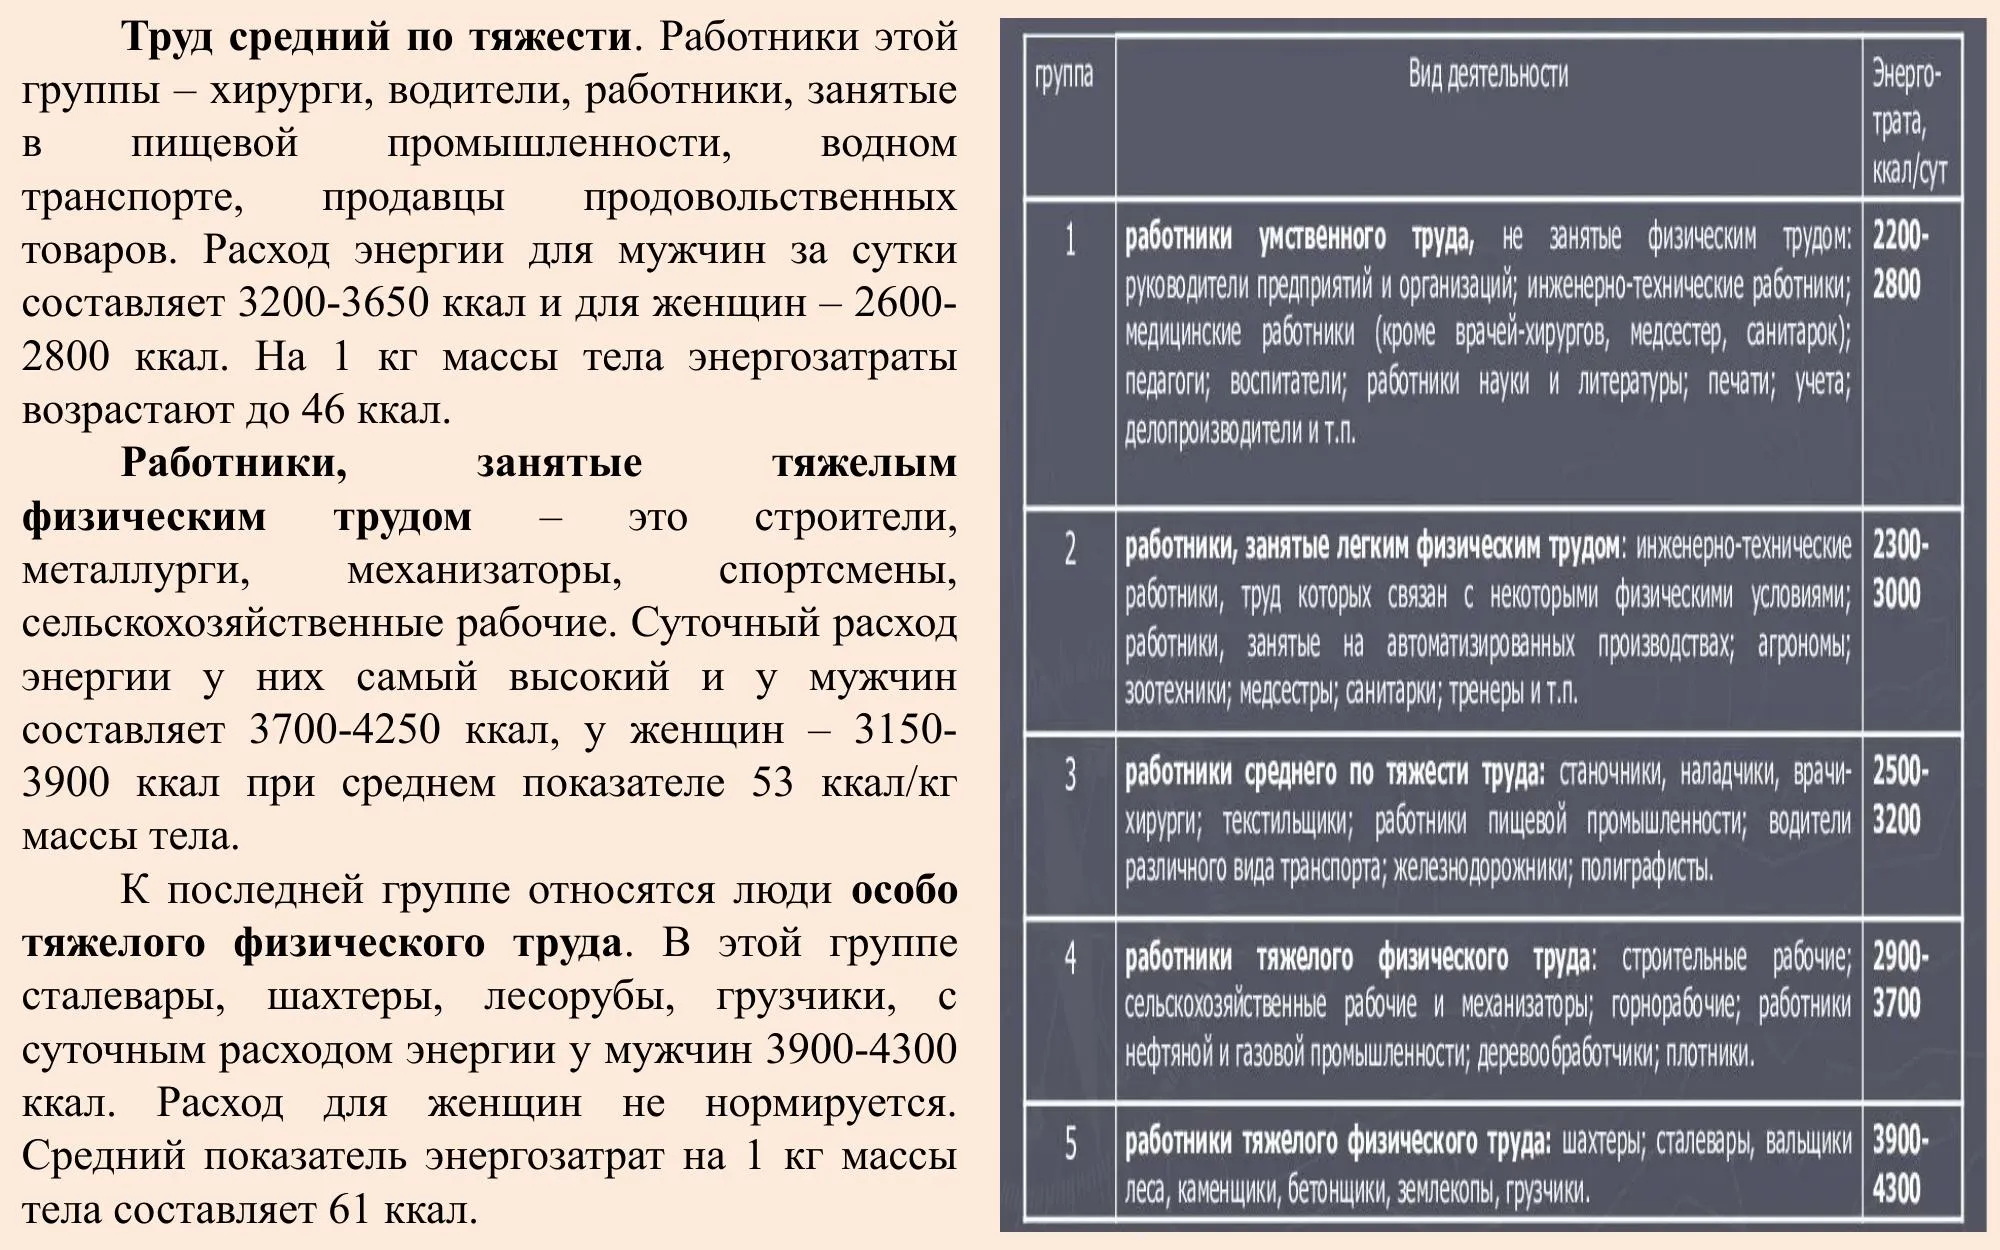 Труд средний по тяжести. Работники этой
группы – хирурги, водители, работники, занятые
в пищевой промышленности, водном
транспорте, продавцы продовольственных
товаров. Расход энергии для мужчин за сутки
составляет 3200-3650 ккал и для женщин – 2600-
2800 ккал. На 1 кг массы тела энергозатраты
возрастают до 46 ккал.
Работники, занятые тяжелым
физическим трудом – это строители,
металлурги, механизаторы, спортсмены,
сельскохозяйственные рабочие. Суточный расход
энергии у них самый высокий и у мужчин
составляет 3700-4250 ккал, у женщин – 3150-
3900 ккал при среднем показателе 53 ккал/кг
массы тела.
К последней группе относятся люди особо
тяжелого физического труда. В этой группе
сталевары, шахтеры, лесорубы, грузчики, с
суточным расходом энергии у мужчин 3900-4300
ккал. Расход для женщин не нормируется.
Средний показатель энергозатрат на 1 кг массы
тела составляет 61 ккал.
группа Вид деятельности Энерго-
трата,
ккал/сут
1 работники умственного труда, не занятые физическим трудом: 2200-
руководители предприятий и организаций; инженерно-технические работники; 2800
медицинские работники (кроме врачей-хирургов, медсестер, санитарок);
педагоги; воспитатели; работники науки и литературы; печати; учета;
делопроизводители и т.п.
2 работники, занятые легким физическим трудом: инженерно-технические 2300-
работники, труд которых связан с некоторыми физическими условиями; 3000
работники, занятые на автоматизированных производствах; агрономы;
зоотехники; медсестры; санитарки; тренеры и т.п.
3 работники среднего по тяжести труда: станочники, наладчики, врачи- 2500-
хирурги; текстильщики; работники пищевой промышленности; водители 3200
различного вида транспорта; железнодорожники; полиграфисты.
4 работники тяжелого физического труда: строительные рабочие; 2900-
сельскохозяйственные рабочие и механизаторы; горнорабочие; работники 3700
нефтяной и газовой промышленности; деревообработчики; плотники.
5 работники тяжелого физического труда: шахтеры; сталевары, вальщики 3900-
леса, каменщики, бетонщики, землекопы, грузчики. 4300